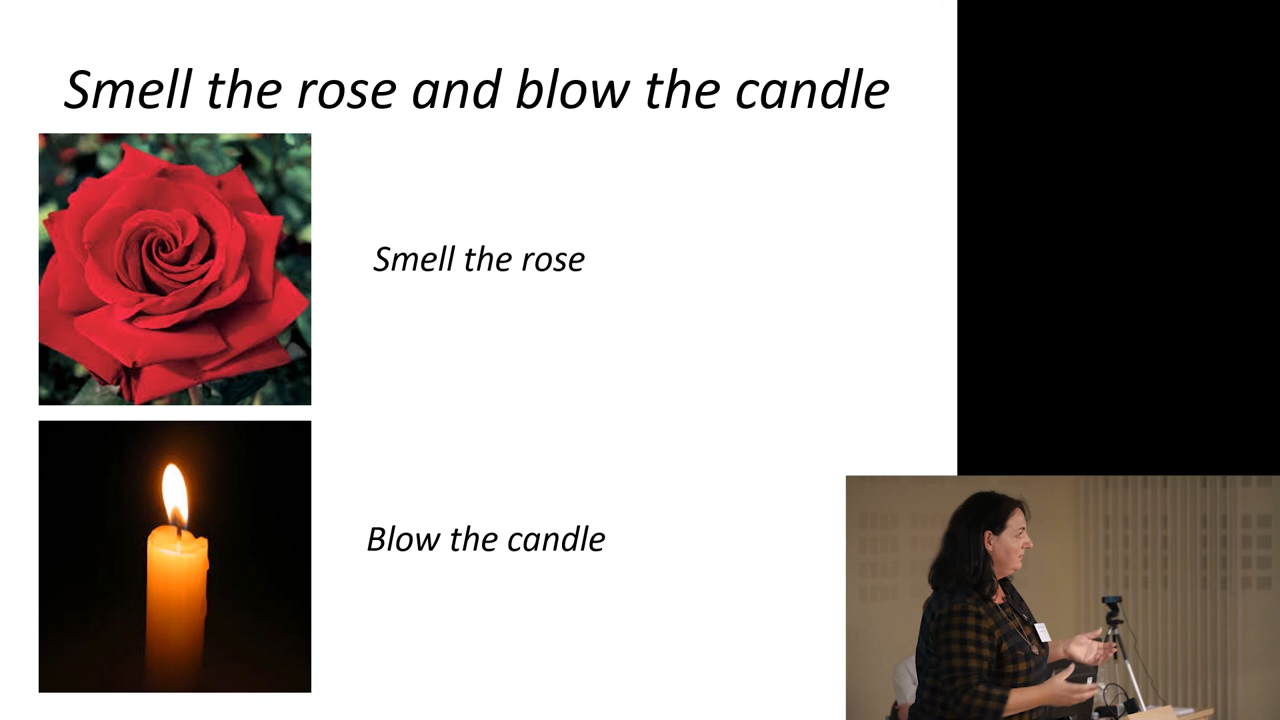 Smell the rose and blow the candle
Smell the rose
Blow the candle